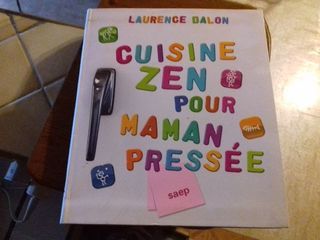 LAURENCE DALON
CUISINE
ZEN
POUR
MAMAN
PRESSÉE
saep